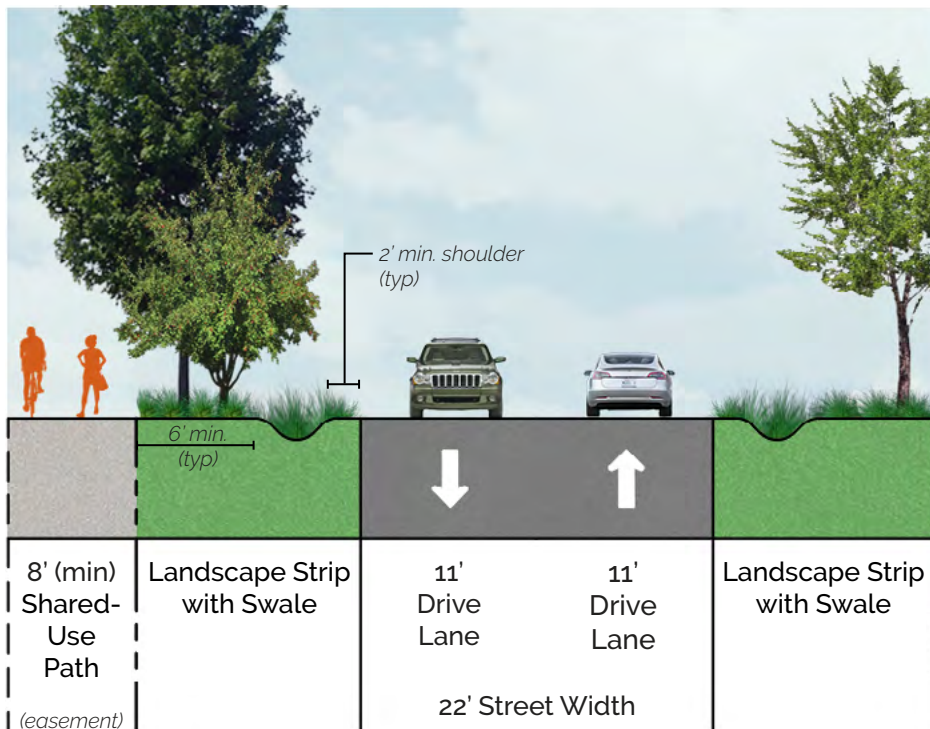 2’ min. shoulder
(typ)
6’ min.
(typ)
8’ (min)
Shared-
Use
Path
(easement)
Landscape Strip
with Swale
11’
Drive
Lane
11’
Drive
Lane
22’ Street Width
Landscape Strip
with Swale